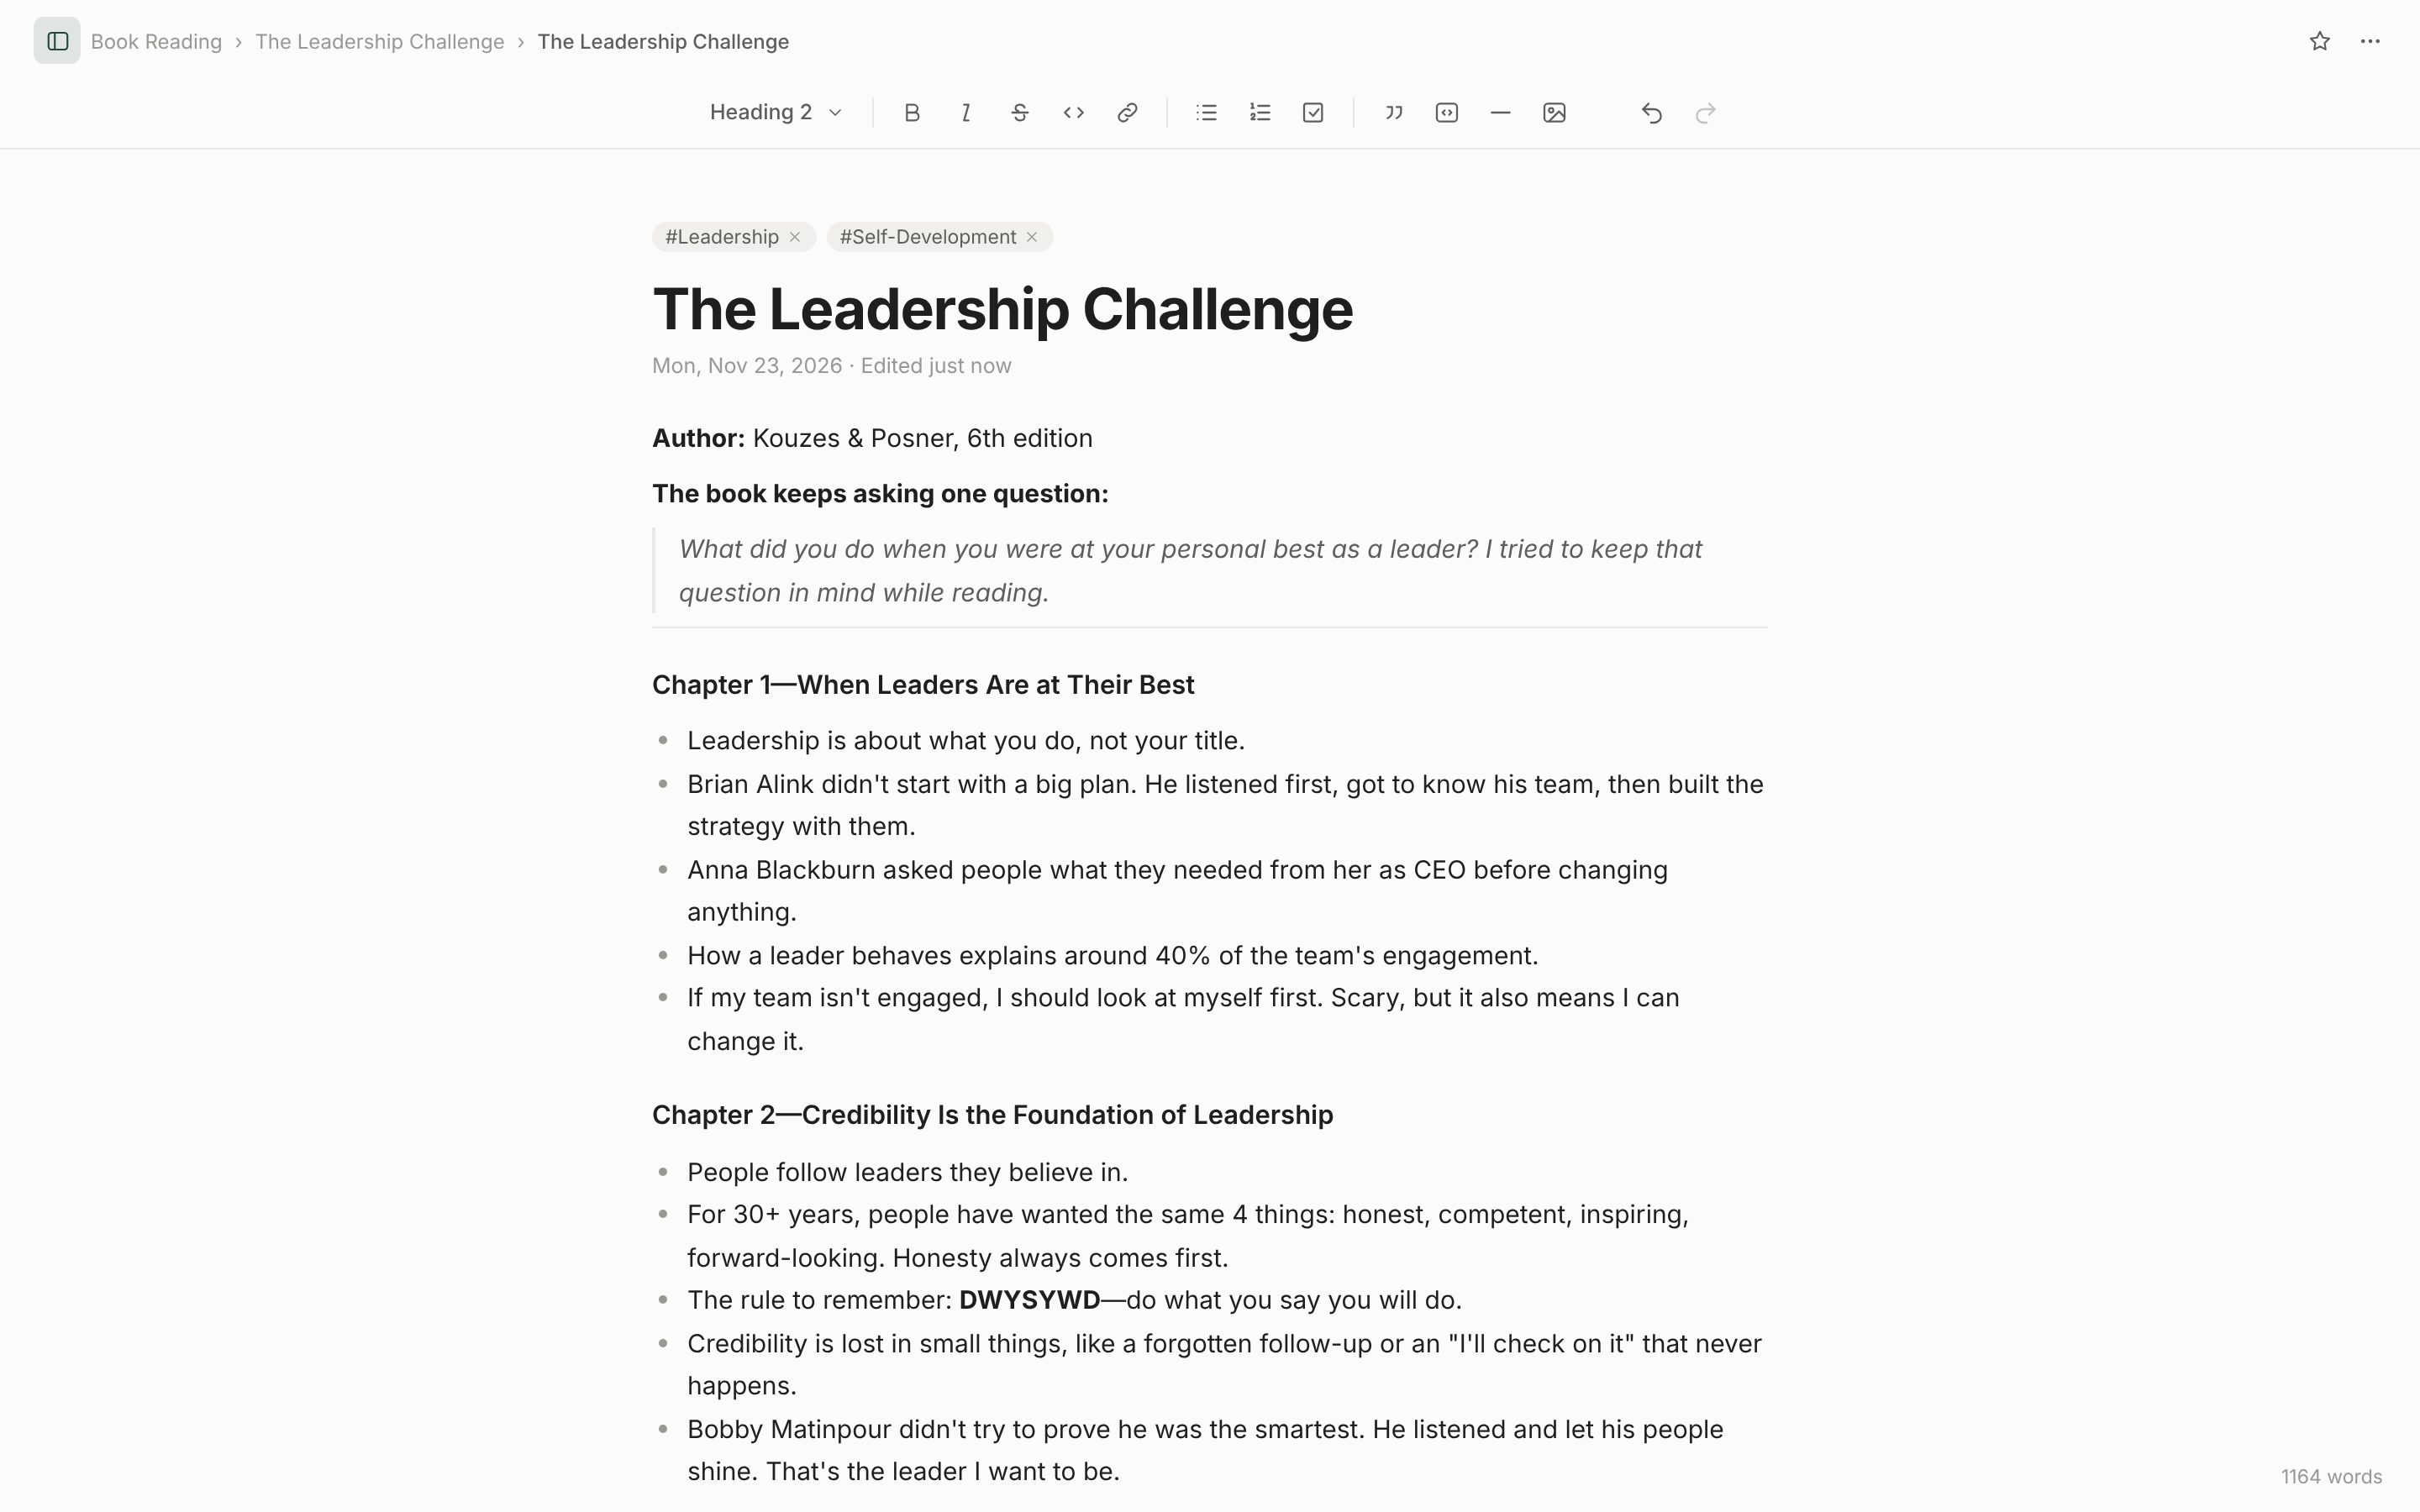 Book Reading › The Leadership Challenge › The Leadership Challenge
Heading 2
#Leadership × #Self-Development ×
The Leadership Challenge
Mon, Nov 23, 2026 · Edited just now
Author: Kouzes & Posner, 6th edition
The book keeps asking one question:
What did you do when you were at your personal best as a leader? I tried to keep that
question in mind while reading.
Chapter 1—When Leaders Are at Their Best
• Leadership is about what you do, not your title.
• Brian Alink didn't start with a big plan. He listened first, got to know his team, then built the
strategy with them.
• Anna Blackburn asked people what they needed from her as CEO before changing
anything.
• How a leader behaves explains around 40% of the team's engagement.
• If my team isn't engaged, I should look at myself first. Scary, but it also means I can
change it.
Chapter 2—Credibility Is the Foundation of Leadership
• People follow leaders they believe in.
• For 30+ years, people have wanted the same 4 things: honest, competent, inspiring,
forward-looking. Honesty always comes first.
• The rule to remember: DWYSYWD—do what you say you will do.
• Credibility is lost in small things, like a forgotten follow-up or an "I'll check on it" that never
happens.
• Bobby Matinpour didn't try to prove he was the smartest. He listened and let his people
shine. That's the leader I want to be.
1164 words